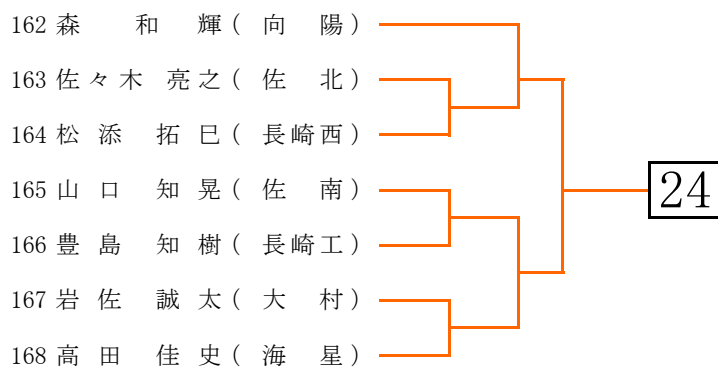 162 森 和 輝 ( 向 陽 )
163 佐々木 亮之 ( 佐 北 )
164 松 添 拓 巳 ( 長崎西 )
165 山 口 知 晃 ( 佐 南 )
24
166 豊 島 知 樹 ( 長崎工 )
167 岩 佐 誠 太 ( 大 村 )
168 高 田 佳 史 ( 海 星 )